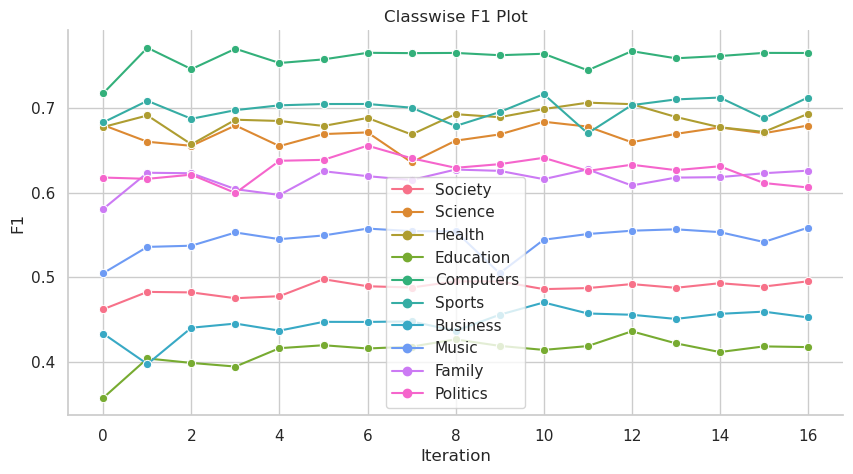 Classwise F1 Plot
F1
0.7
0.6
0.5
0.4
Society
Science
Health
Education
Computers
Sports
Business
Music
Family
Politics
0 2 4 6 8 10 12 14 16
Iteration